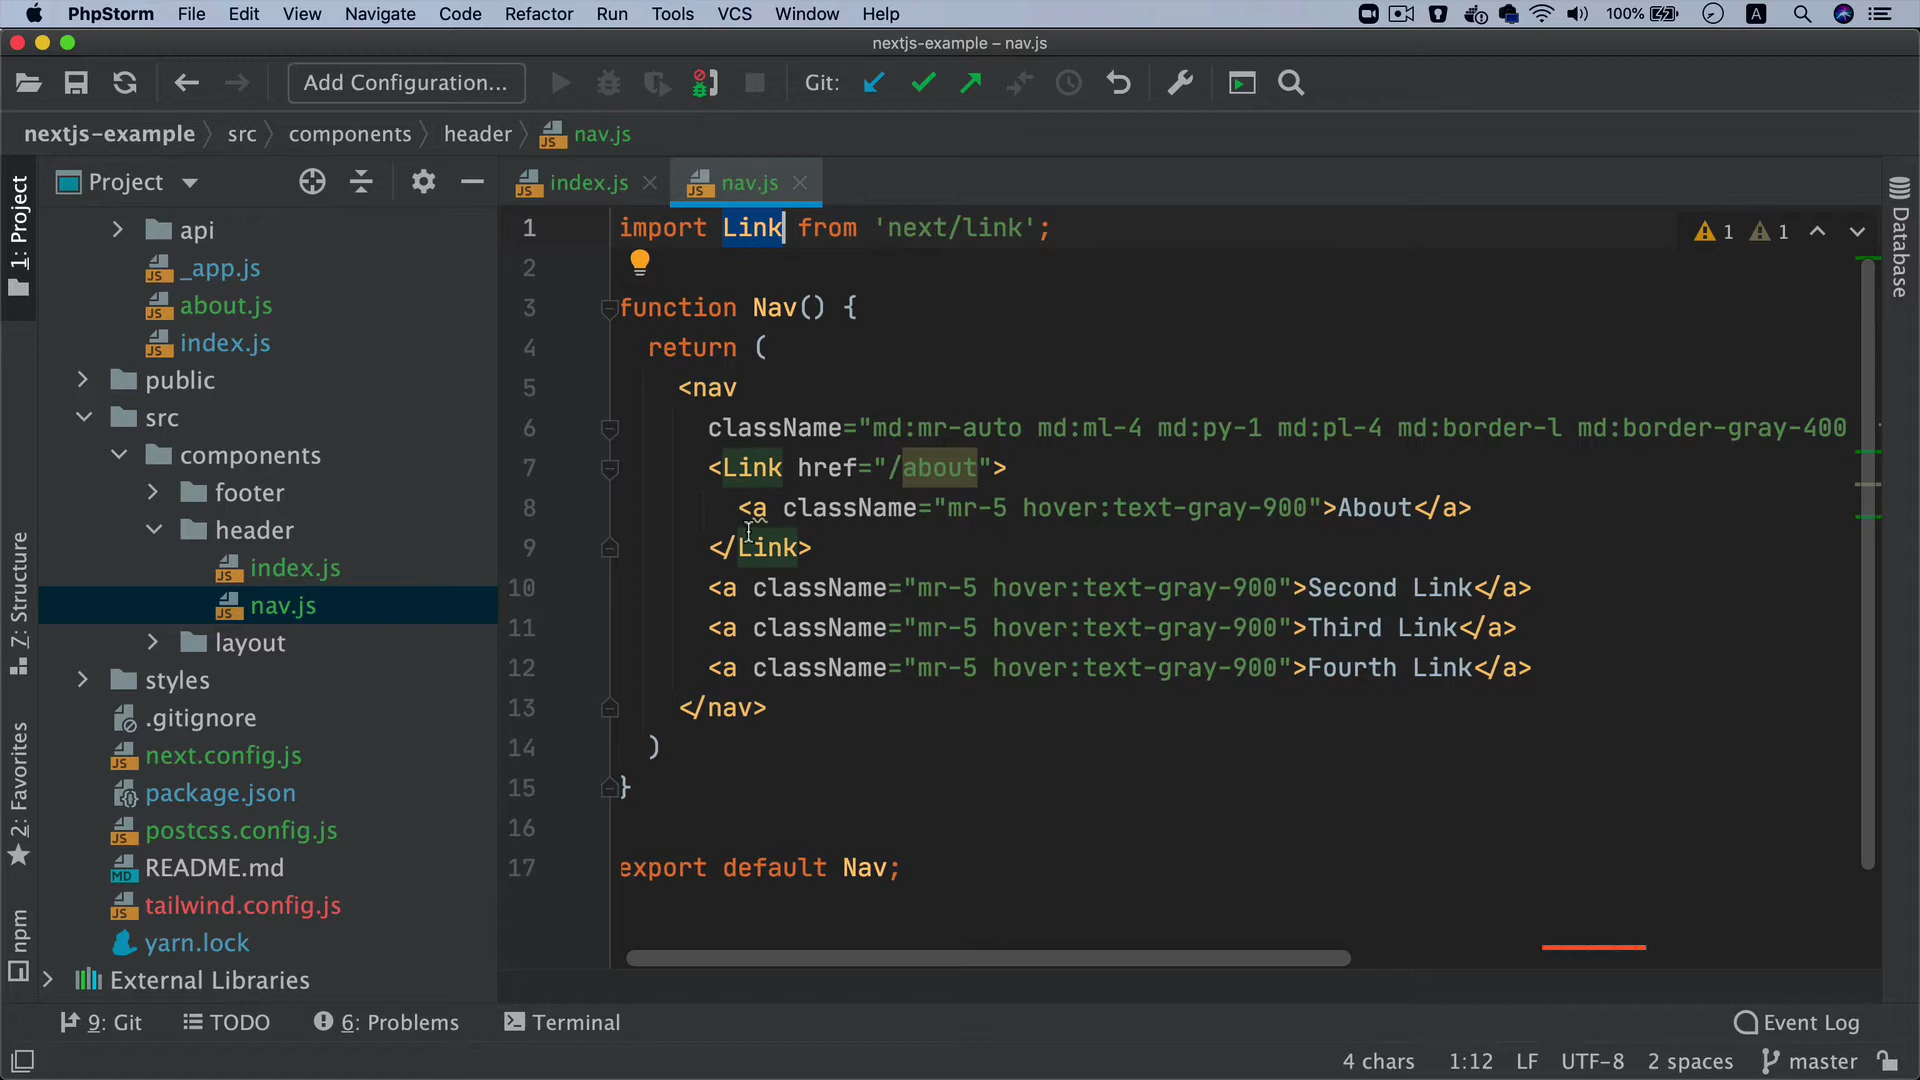 PhpStorm File Edit View Navigate Code Refactor Run Tools VCS Window Help 100% A
nextjs-example – nav.js
Add Configuration... Git:
nextjs-example src components header nav.js
Project index.js nav.js
1: Project
Database
7: Structure
2: Favorites
npm
api
_app.js
about.js
index.js
public
src
components
footer
header
index.js
nav.js
layout
styles
.gitignore
next.config.js
package.json
postcss.config.js
README.md
tailwind.config.js
yarn.lock
External Libraries
1 import Link from 'next/link'; 1 1
2
3 function Nav() {
4 return (
5 <nav
6 className="md:mr-auto md:ml-4 md:py-1 md:pl-4 md:border-l md:border-gray-400
7 <Link href="/about">
8 <a className="mr-5 hover:text-gray-900">About</a>
9 </Link>
10 <a className="mr-5 hover:text-gray-900">Second Link</a>
11 <a className="mr-5 hover:text-gray-900">Third Link</a>
12 <a className="mr-5 hover:text-gray-900">Fourth Link</a>
13 </nav>
14 )
15 }
16
17 export default Nav;
9: Git TODO 6: Problems Terminal Event Log
4 chars 1:12 LF UTF-8 2 spaces master